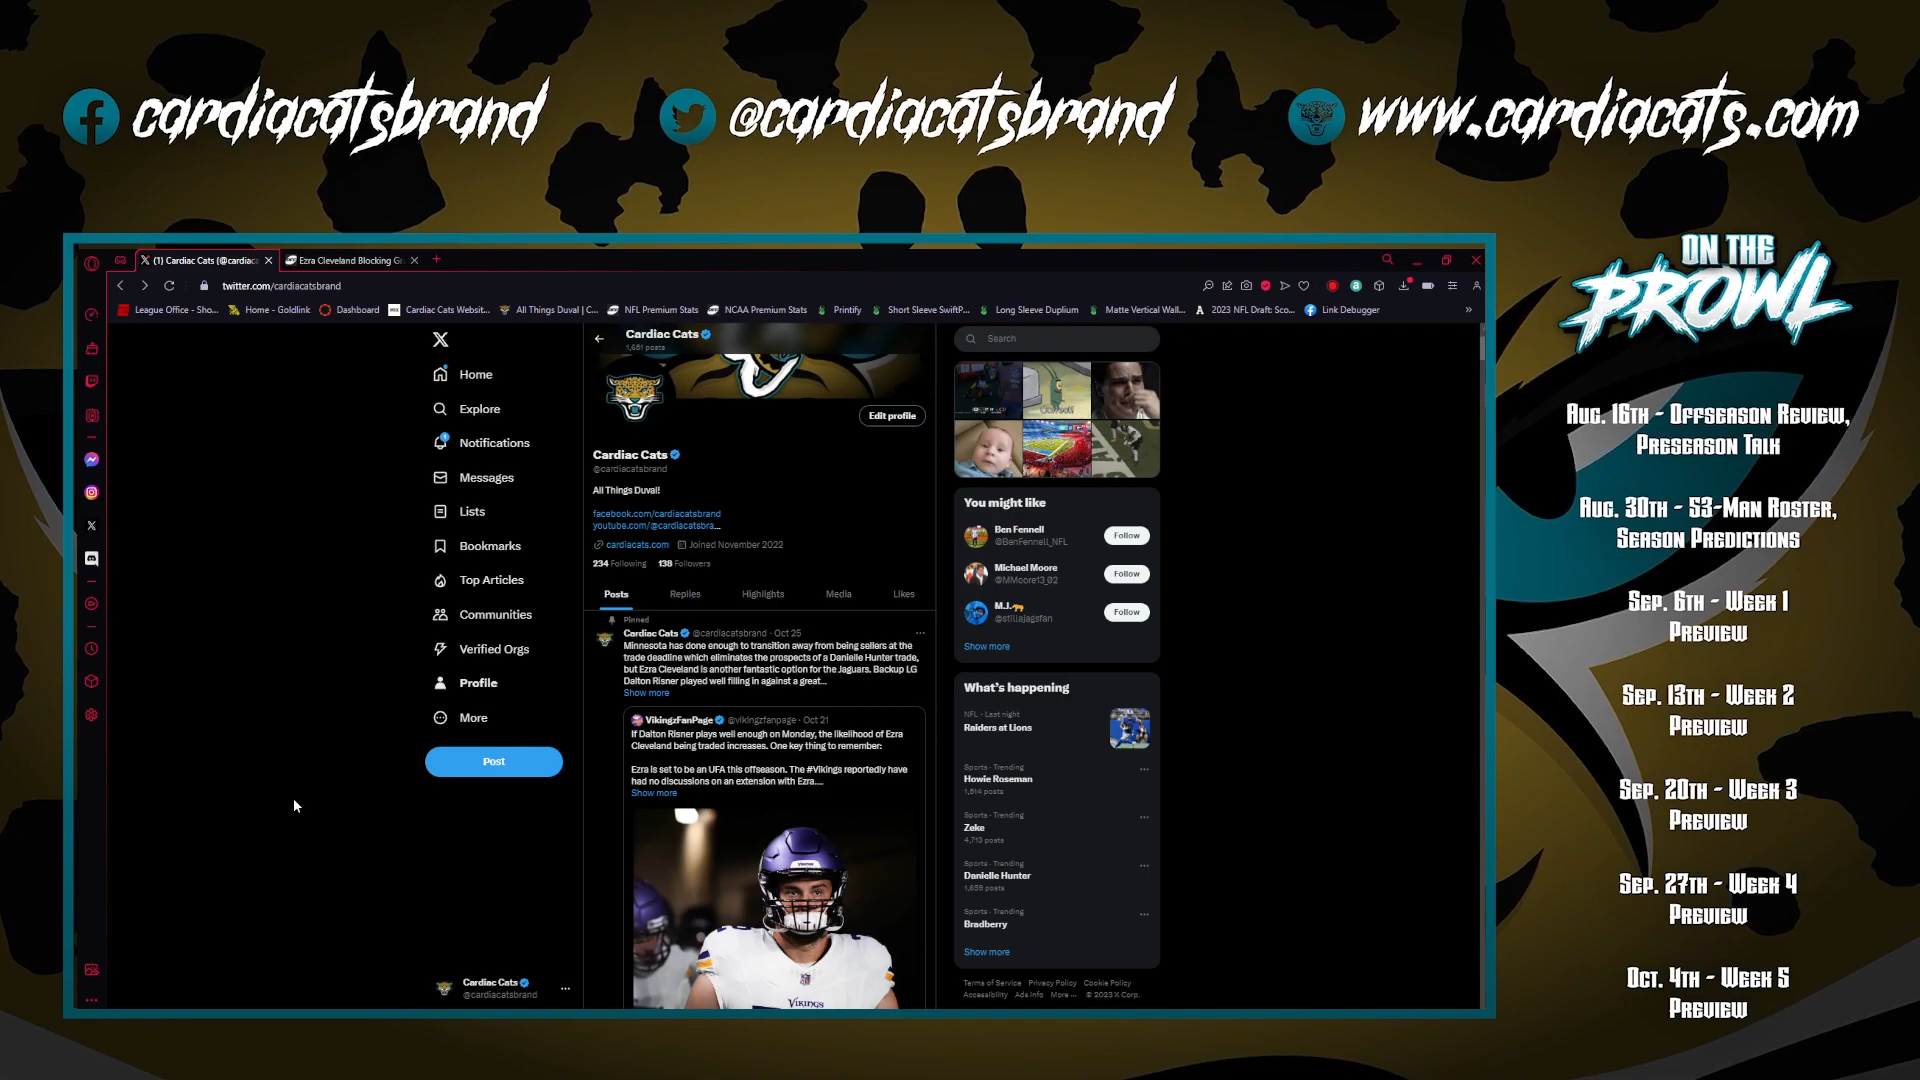 cardiacatsbrand
@cardiacatsbrand
www.cardiacats.com
(1) Cardiac Cats (@cardiaca
Ezra Cleveland Blocking Gr
twitter.com/cardiacatsbrand
League Office - Sho...
Home - Goldlink
Dashboard
Cardiac Cats Websit...
All Things Duval | C...
NFL Premium Stats
NCAA Premium Stats
Printify
Short Sleeve SwiftP...
Long Sleeve Duplium
Matte Vertical Wall...
2023 NFL Draft: Sco...
Link Debugger
Home
Explore
Notifications
Messages
Lists
Bookmarks
Top Articles
Communities
Verified Orgs
Profile
More
Post
Cardiac Cats
@cardiacatsbrand
Cardiac Cats
1,681 posts
Edit profile
Cardiac Cats
@cardiacatsbrand
All Things Duval!
facebook.com/cardiacatsbrand
youtube.com/@cardiacatsbra...
cardiacats.com Joined November 2022
234 Following 138 Followers
Posts Replies Highlights Media Likes
Pinned
Cardiac Cats @cardiacatsbrand · Oct 25
Minnesota has done enough to transition away from being sellers at the
trade deadline which eliminates the prospects of a Danielle Hunter trade,
but Ezra Cleveland is another fantastic option for the Jaguars. Backup LG
Dalton Risner played well filling in against a great...
Show more
VikingzFanPage @vikingzfanpage · Oct 21
If Dalton Risner plays well enough on Monday, the likelihood of Ezra
Cleveland being traded increases. One key thing to remember:
Ezra is set to be an UFA this offseason. The #Vikings reportedly have
had no discussions on an extension with Ezra....
Show more
VIKINGS
Search
Correct!
You might like
Ben Fennell
@BenFennell_NFL
Follow
Michael Moore
@MMoore13_02
Follow
M.J.
@stillajagsfan
Follow
Show more
What's happening
NFL · Last night
Raiders at Lions
Sports · Trending
Howie Roseman
1,514 posts
Sports · Trending
Zeke
4,713 posts
Sports · Trending
Danielle Hunter
1,659 posts
Sports · Trending
Bradberry
Show more
Terms of Service Privacy Policy Cookie Policy
Accessibility Ads info More ... © 2023 X Corp.
ON THE
PROWL
Aug. 16th - Offseason Review,
Preseason Talk
Aug. 30th - 53-Man Roster,
Season Predictions
Sep. 6th - Week 1
Preview
Sep. 13th - Week 2
Preview
Sep. 20th - Week 3
Preview
Sep. 27th - Week 4
Preview
Oct. 4th - Week 5
Preview